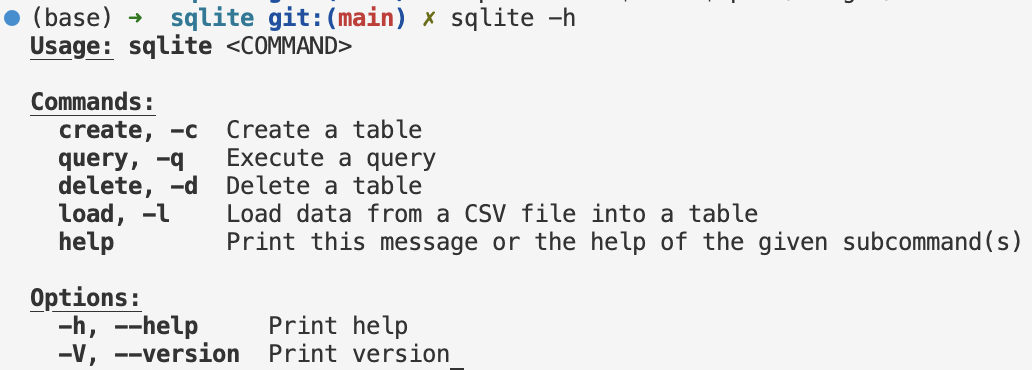 (base) ➜ sqlite git:(main) ✗ sqlite -h
Usage: sqlite <COMMAND>
Commands:
create, -c Create a table
query, -q Execute a query
delete, -d Delete a table
load, -l Load data from a CSV file into a table
help Print this message or the help of the given subcommand(s)
Options:
-h, --help Print help
-V, --version Print version